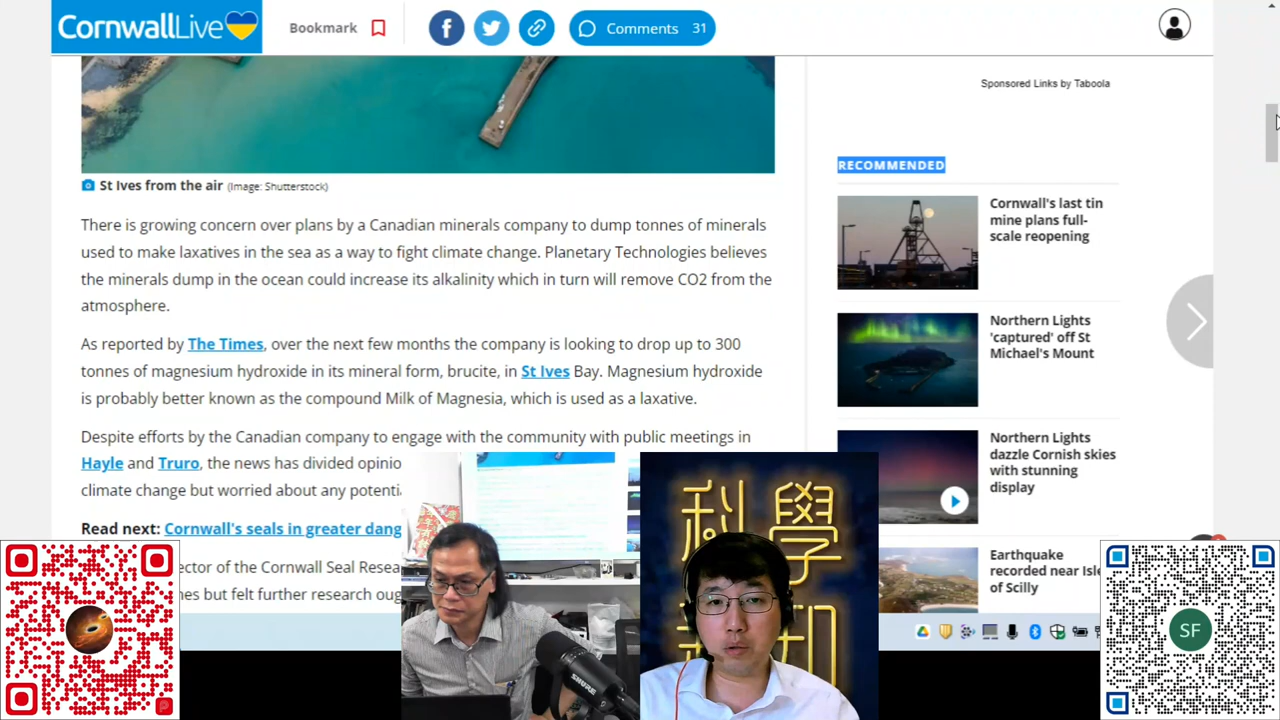 CornwallLive
Bookmark
Comments 31
Sponsored Links by Taboola
St Ives from the air (Image: Shutterstock)
There is growing concern over plans by a Canadian minerals company to dump tonnes of minerals
used to make laxatives in the sea as a way to fight climate change. Planetary Technologies believes
the minerals dump in the ocean could increase its alkalinity which in turn will remove CO2 from the
atmosphere.
As reported by The Times, over the next few months the company is looking to drop up to 300
tonnes of magnesium hydroxide in its mineral form, brucite, in St Ives Bay. Magnesium hydroxide
is probably better known as the compound Milk of Magnesia, which is used as a laxative.
Despite efforts by the Canadian company to engage with the community with public meetings in
Hayle and Truro, the news has divided opinio
climate change but worried about any potenti
Read next: Cornwall's seals in greater dang
ector of the Cornwall Seal Resea
nes but felt further research oug
RECOMMENDED
Cornwall's last tin
mine plans full-
scale reopening
Northern Lights
'captured' off St
Michael's Mount
Northern Lights
dazzle Cornish skies
with stunning
display
Earthquake
recorded near Isle
of Scilly
科學
SF